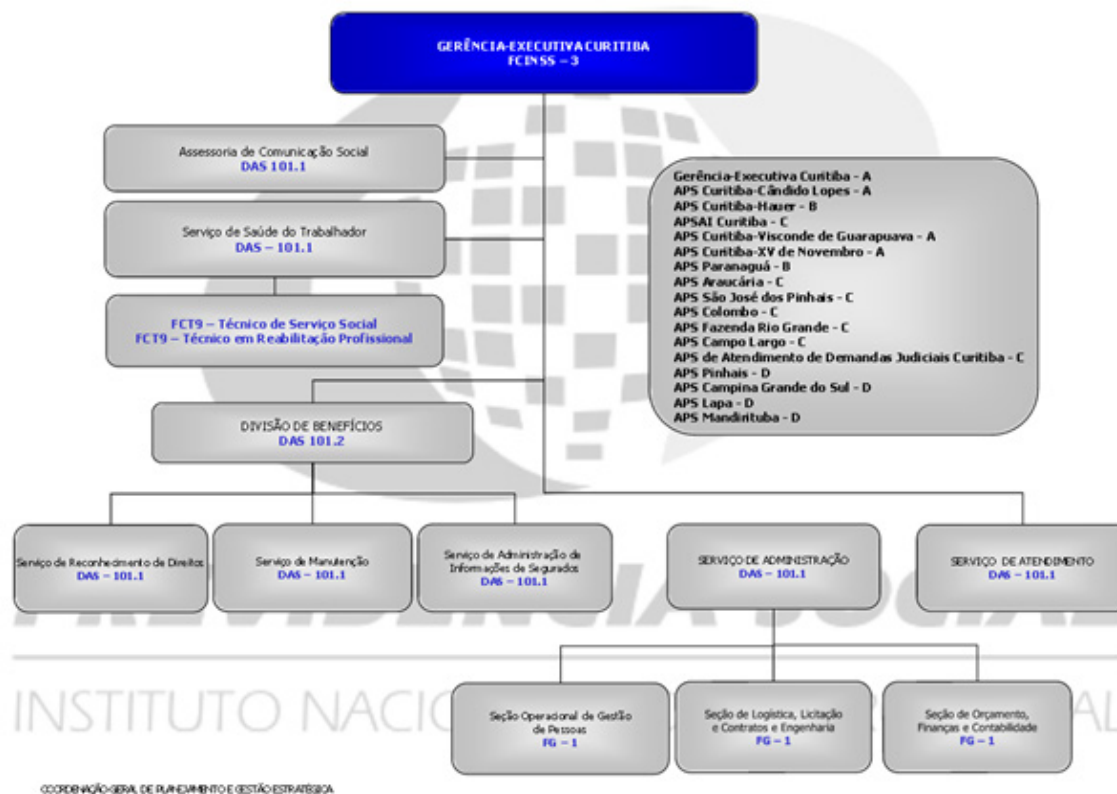 GERÊNCIA-EXECUTIVA CURITIBA
FCINSS – 3
Assessoria de Comunicação Social
DAS 101.1
Serviço de Saúde do Trabalhador
DAS – 101.1
FCT9 – Técnico de Serviço Social
FCT9 – Técnico em Reabilitação Profissional
Gerência-Executiva Curitiba - A
APS Curitiba-Cândido Lopes - A
APS Curitiba-Hauer - B
APSAI Curitiba - C
APS Curitiba-Visconde de Guarapuava - A
APS Curitiba-XV de Novembro - A
APS Paranaguá - B
APS Araucária - C
APS São José dos Pinhais - C
APS Colombo - C
APS Fazenda Rio Grande - C
APS Campo Largo - C
APS de Atendimento de Demandas Judiciais Curitiba - C
APS Pinhais - D
APS Campina Grande do Sul - D
APS Lapa - D
APS Mandirituba - D
DIVISÃO DE BENEFÍCIOS
DAS 101.2
Serviço de Reconhecimento de Direitos
DAS – 101.1
Serviço de Manutenção
DAS – 101.1
Serviço de Administração de
Informações de Segurados
DAS – 101.1
SERVIÇO DE ADMINISTRAÇÃO
DAS – 101.1
SERVIÇO DE ATENDIMENTO
DAS – 101.1
PREVIDÊNCIA SOCIAL
INSTITUTO NACIO
AL
Seção Operacional de Gestão
de Pessoas
FG – 1
Seção de Logística, Licitação
e Contratos e Engenharia
FG – 1
Seção de Orçamento,
Finanças e Contabilidade
FG – 1
COORDENAÇÃO-GERAL DE PLANEJAMENTO E GESTÃO ESTRATÉGICA